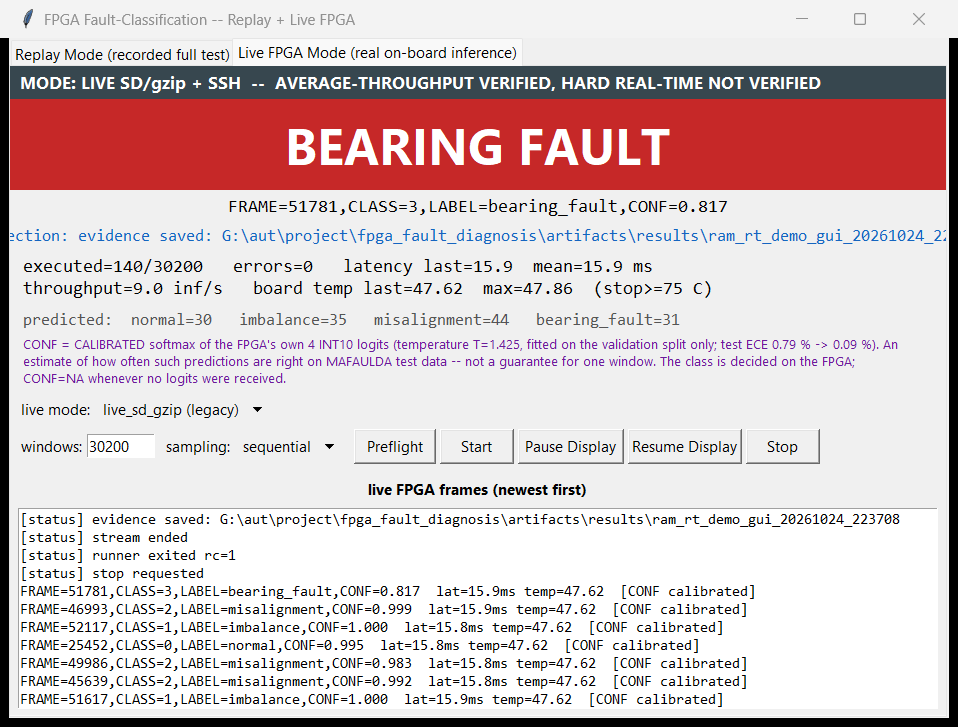 FPGA Fault-Classification -- Replay + Live FPGA
Replay Mode (recorded full test) Live FPGA Mode (real on-board inference)
MODE: LIVE SD/gzip + SSH -- AVERAGE-THROUGHPUT VERIFIED, HARD REAL-TIME NOT VERIFIED
BEARING FAULT
FRAME=51781,CLASS=3,LABEL=bearing_fault,CONF=0.817
ection: evidence saved: G:\aut\project\fpga_fault_diagnosis\artifacts\results\ram_rt_demo_gui_20261024_22
executed=140/30200 errors=0 latency last=15.9 mean=15.9 ms
throughput=9.0 inf/s board temp last=47.62 max=47.86 (stop>=75 C)
predicted: normal=30 imbalance=35 misalignment=44 bearing_fault=31
CONF = CALIBRATED softmax of the FPGA's own 4 INT10 logits (temperature T=1.425, fitted on the validation split only; test ECE 0.79 % -> 0.09 %). An
estimate of how often such predictions are right on MAFAULDA test data -- not a guarantee for one window. The class is decided on the FPGA;
CONF=NA whenever no logits were received.
live mode: live_sd_gzip (legacy)
windows: 30200 sampling: sequential Preflight Start Pause Display Resume Display Stop
live FPGA frames (newest first)
[status] evidence saved: G:\aut\project\fpga_fault_diagnosis\artifacts\results\ram_rt_demo_gui_20261024_223708
[status] stream ended
[status] runner exited rc=1
[status] stop requested
FRAME=51781,CLASS=3,LABEL=bearing_fault,CONF=0.817 lat=15.9ms temp=47.62 [CONF calibrated]
FRAME=46993,CLASS=2,LABEL=misalignment,CONF=0.999 lat=15.9ms temp=47.62 [CONF calibrated]
FRAME=52117,CLASS=1,LABEL=imbalance,CONF=1.000 lat=15.8ms temp=47.62 [CONF calibrated]
FRAME=25452,CLASS=0,LABEL=normal,CONF=0.995 lat=15.8ms temp=47.62 [CONF calibrated]
FRAME=49986,CLASS=2,LABEL=misalignment,CONF=0.983 lat=15.8ms temp=47.62 [CONF calibrated]
FRAME=45639,CLASS=2,LABEL=misalignment,CONF=0.992 lat=15.8ms temp=47.62 [CONF calibrated]
FRAME=51617,CLASS=1,LABEL=imbalance,CONF=1.000 lat=15.8ms temp=47.62 [CONF calibrated]